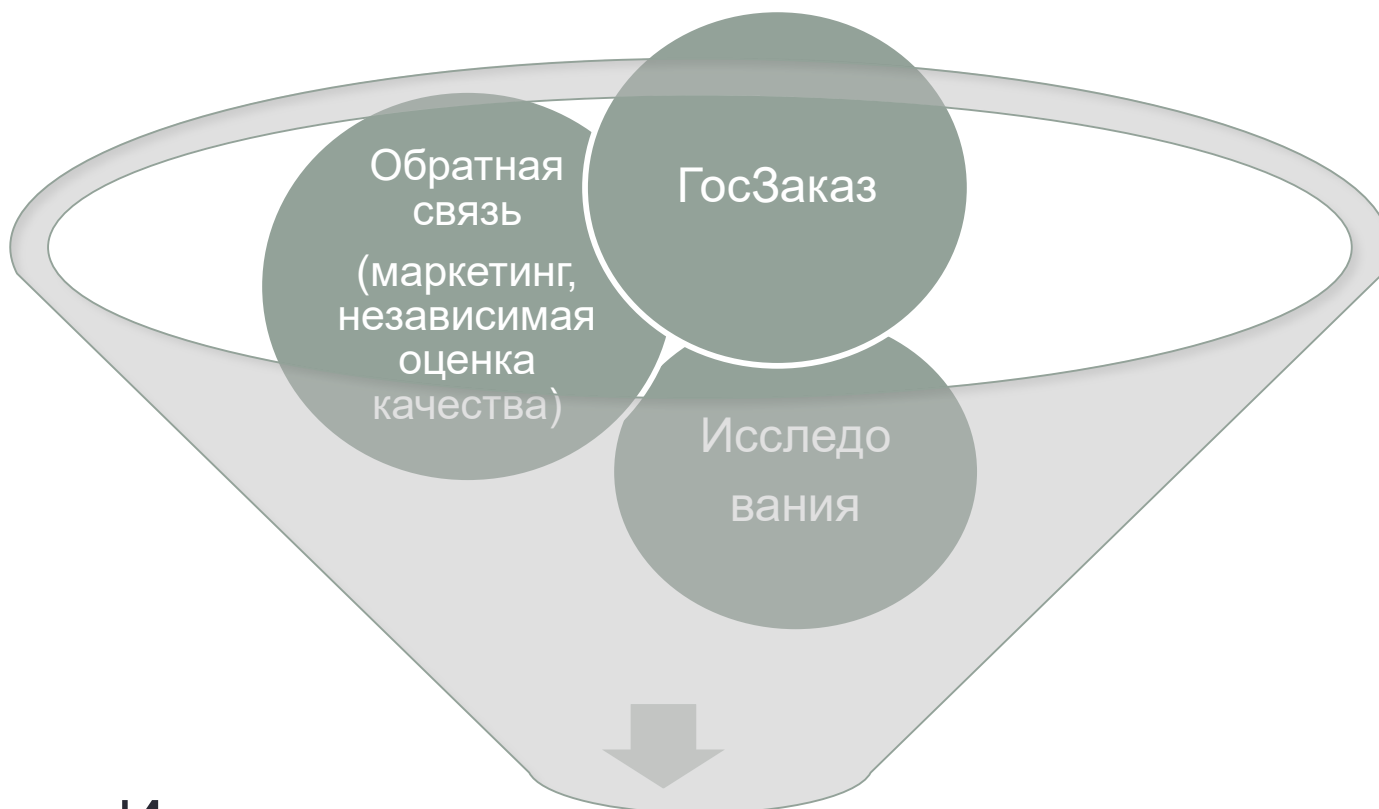 Обратная
связь
(маркетинг,
независимая
оценка
качества)
ГосЗаказ
Исследо
вания